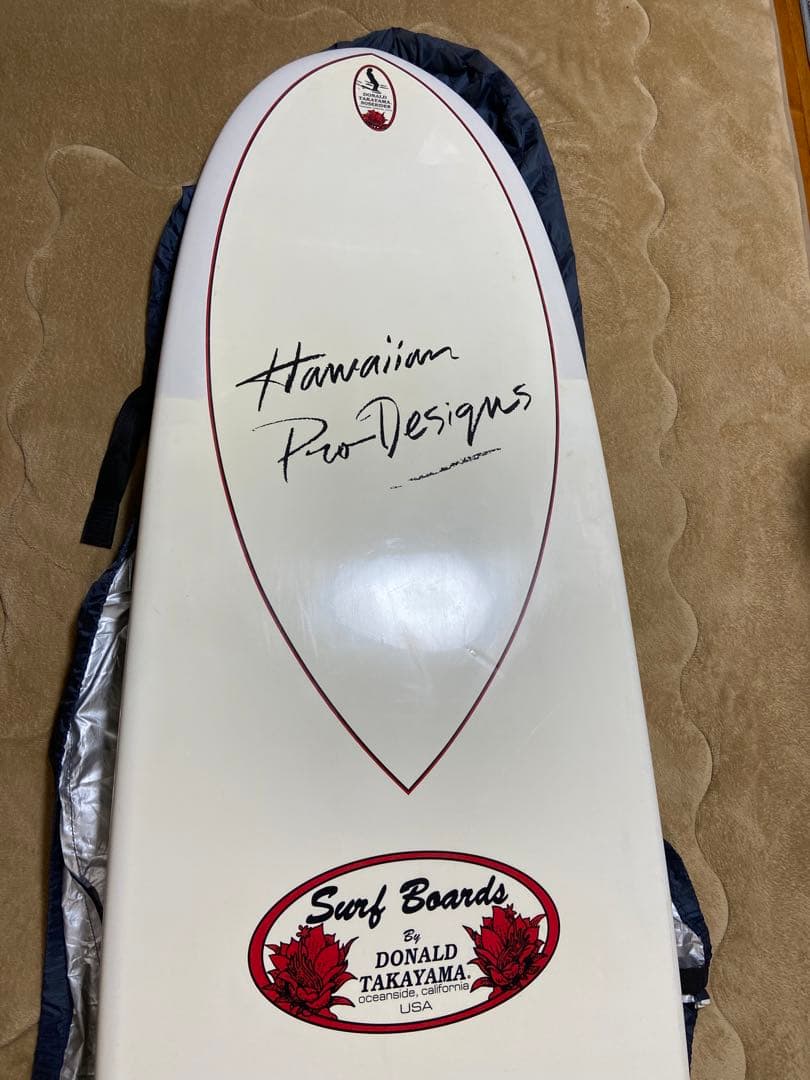 DONALD
TAKAYAMA
Hawaiian
Pro Designs
Surf Boards
By
DONALD
TAKAYAMA®
oceanside, california
USA